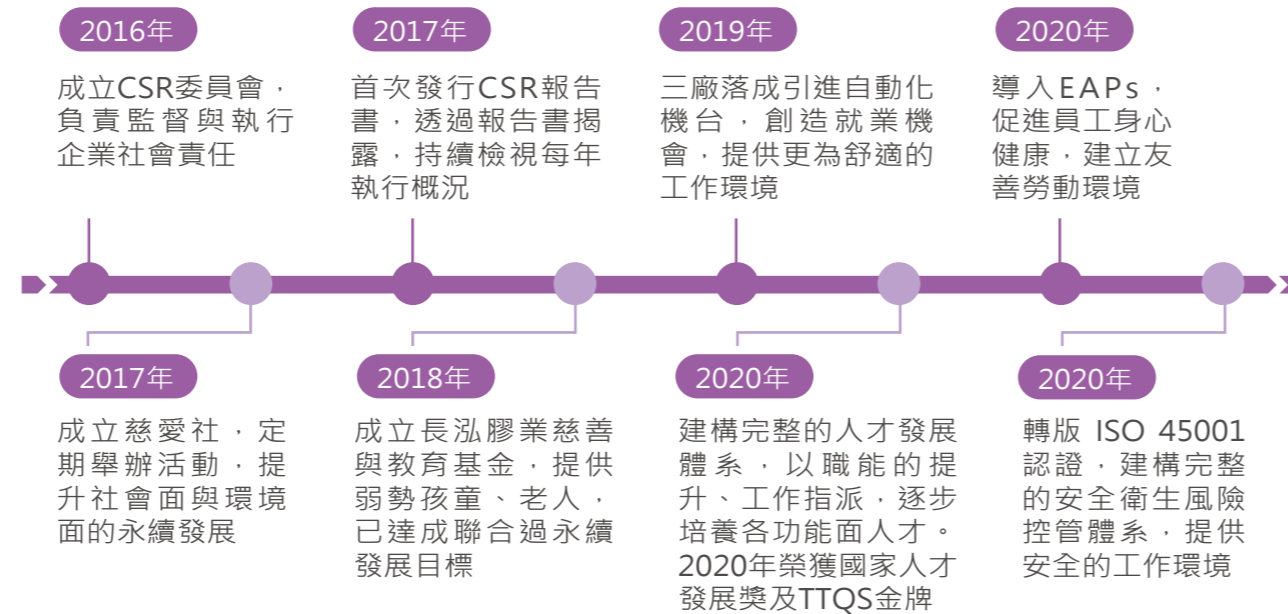 2016年
成立CSR委員會，
負責監督與執行
企業社會責任
2017年
首次發行CSR報告
書，透過報告書揭
露，持續檢視每年
執行概況
2019年
三廠落成引進自動化
機台，創造就業機
會，提供更為舒適的
工作環境
2020年
導入EAPs，
促進員工身心
健康，建立友
善勞動環境
2017年
成立慈愛社，定
期舉辦活動，提
升社會面與環境
面的永續發展
2018年
成立長泓膠業慈善
與教育基金，提供
弱勢孩童、老人，
已達成聯合過永續
發展目標
2020年
建構完整的人才發展
體系，以職能的提
升、工作指派，逐步
培養各功能面人才。
2020年榮獲國家人才
發展獎及TTQS金牌
2020年
轉版 ISO 45001
認證，建構完整
的安全衛生風險
控管體系，提供
安全的工作環境